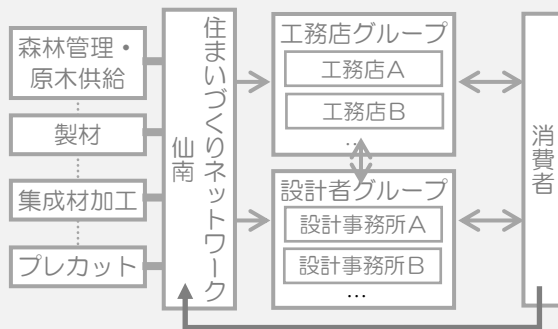 森林管理・
原木供給
製材
集成材加工
プレカット
住まいづくりネットワーク
仙南
工務店グループ
工務店A
工務店B
…
設計者グループ
設計事務所A
設計事務所B
…
消費者